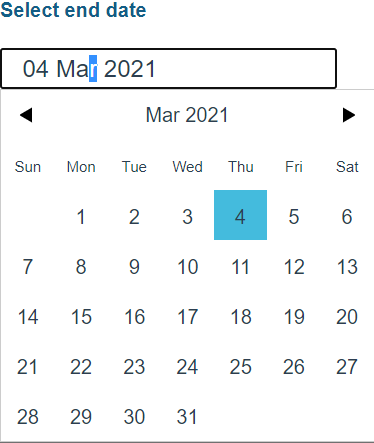 Select end date
04 Mar 2021
Mar 2021
Sun Mon Tue Wed Thu Fri Sat
1 2 3 4 5 6
7 8 9 10 11 12 13
14 15 16 17 18 19 20
21 22 23 24 25 26 27
28 29 30 31